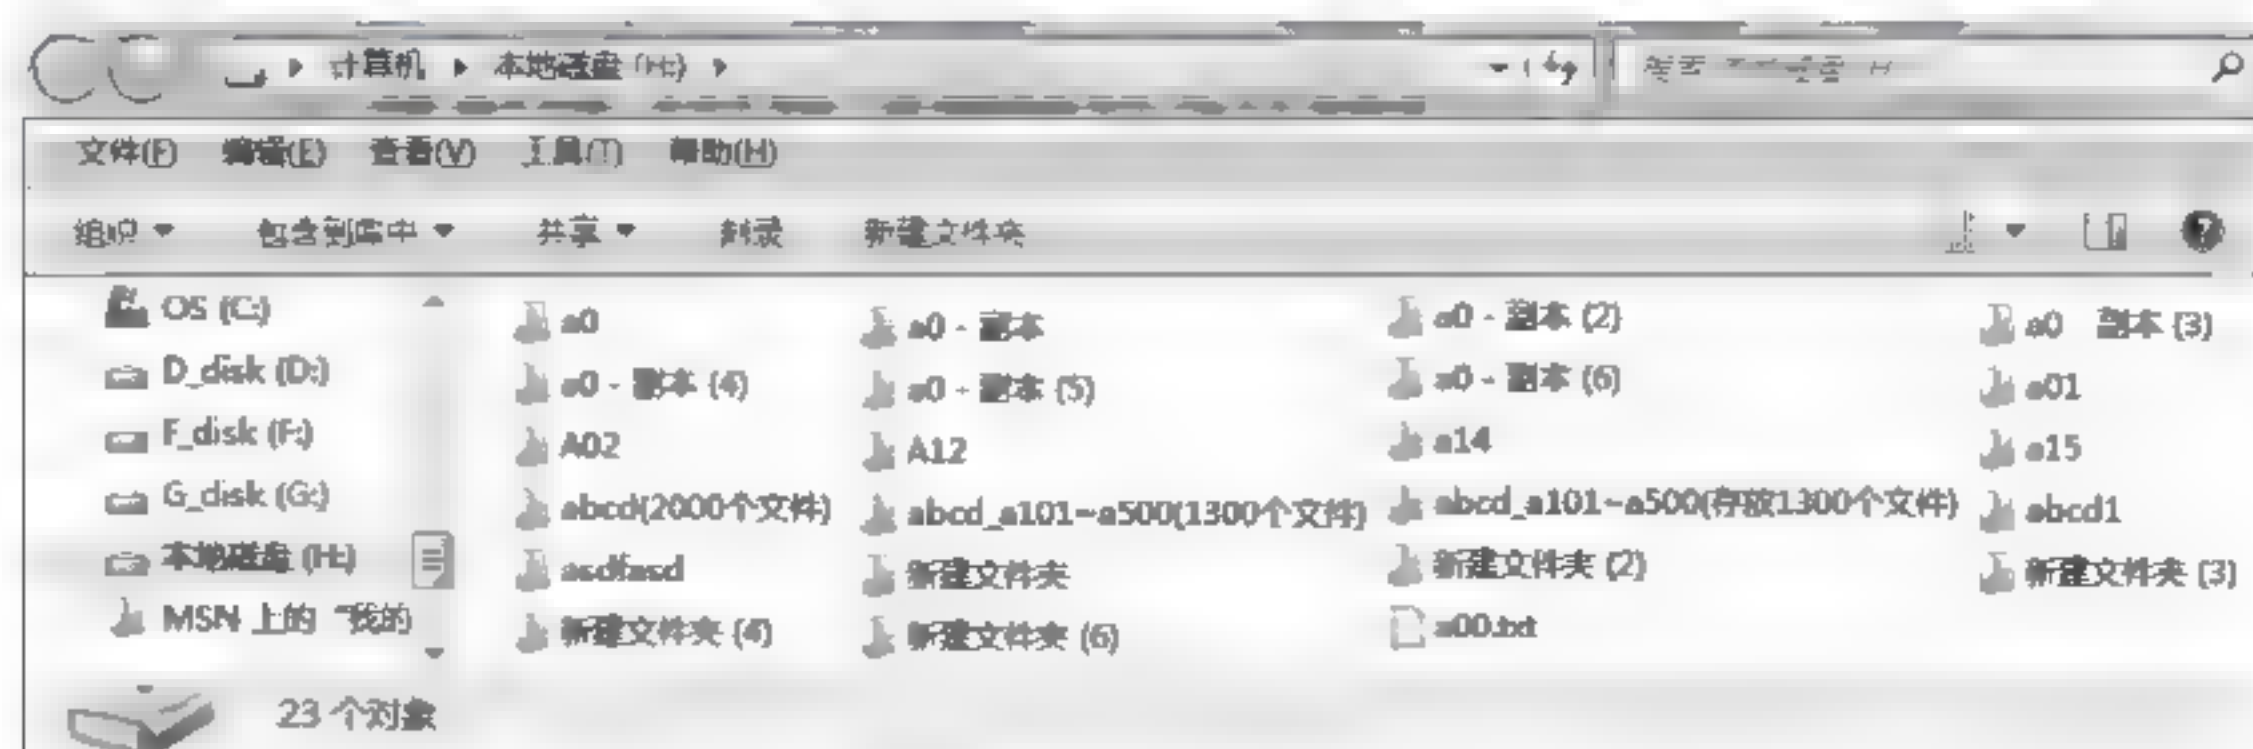 计算机 本地磁盘 (H:)
文件(F) 编辑(E) 查看(V) 工具(T) 帮助(H)
组织 包含到库中 共享 刻录 新建文件夹
OS (C:)
D_disk (D:)
F_disk (F:)
G_disk (G:)
本地磁盘 (H:)
MSN 上的 “我的
a0 a0 - 副本 a0 - 副本 (2) a0 副本 (3)
a0 - 副本 (4) a0 - 副本 (5) a0 - 副本 (6) a01
A02 A12 a14 a15
abcd(2000个文件) abcd_a101~a500(1300个文件) abcd_a101~a500(存放1300个文件) abcd1
asdfasd 新建文件夹 新建文件夹 (2) 新建文件夹 (3)
新建文件夹 (4) 新建文件夹 (6) a00.txt
23 个对象